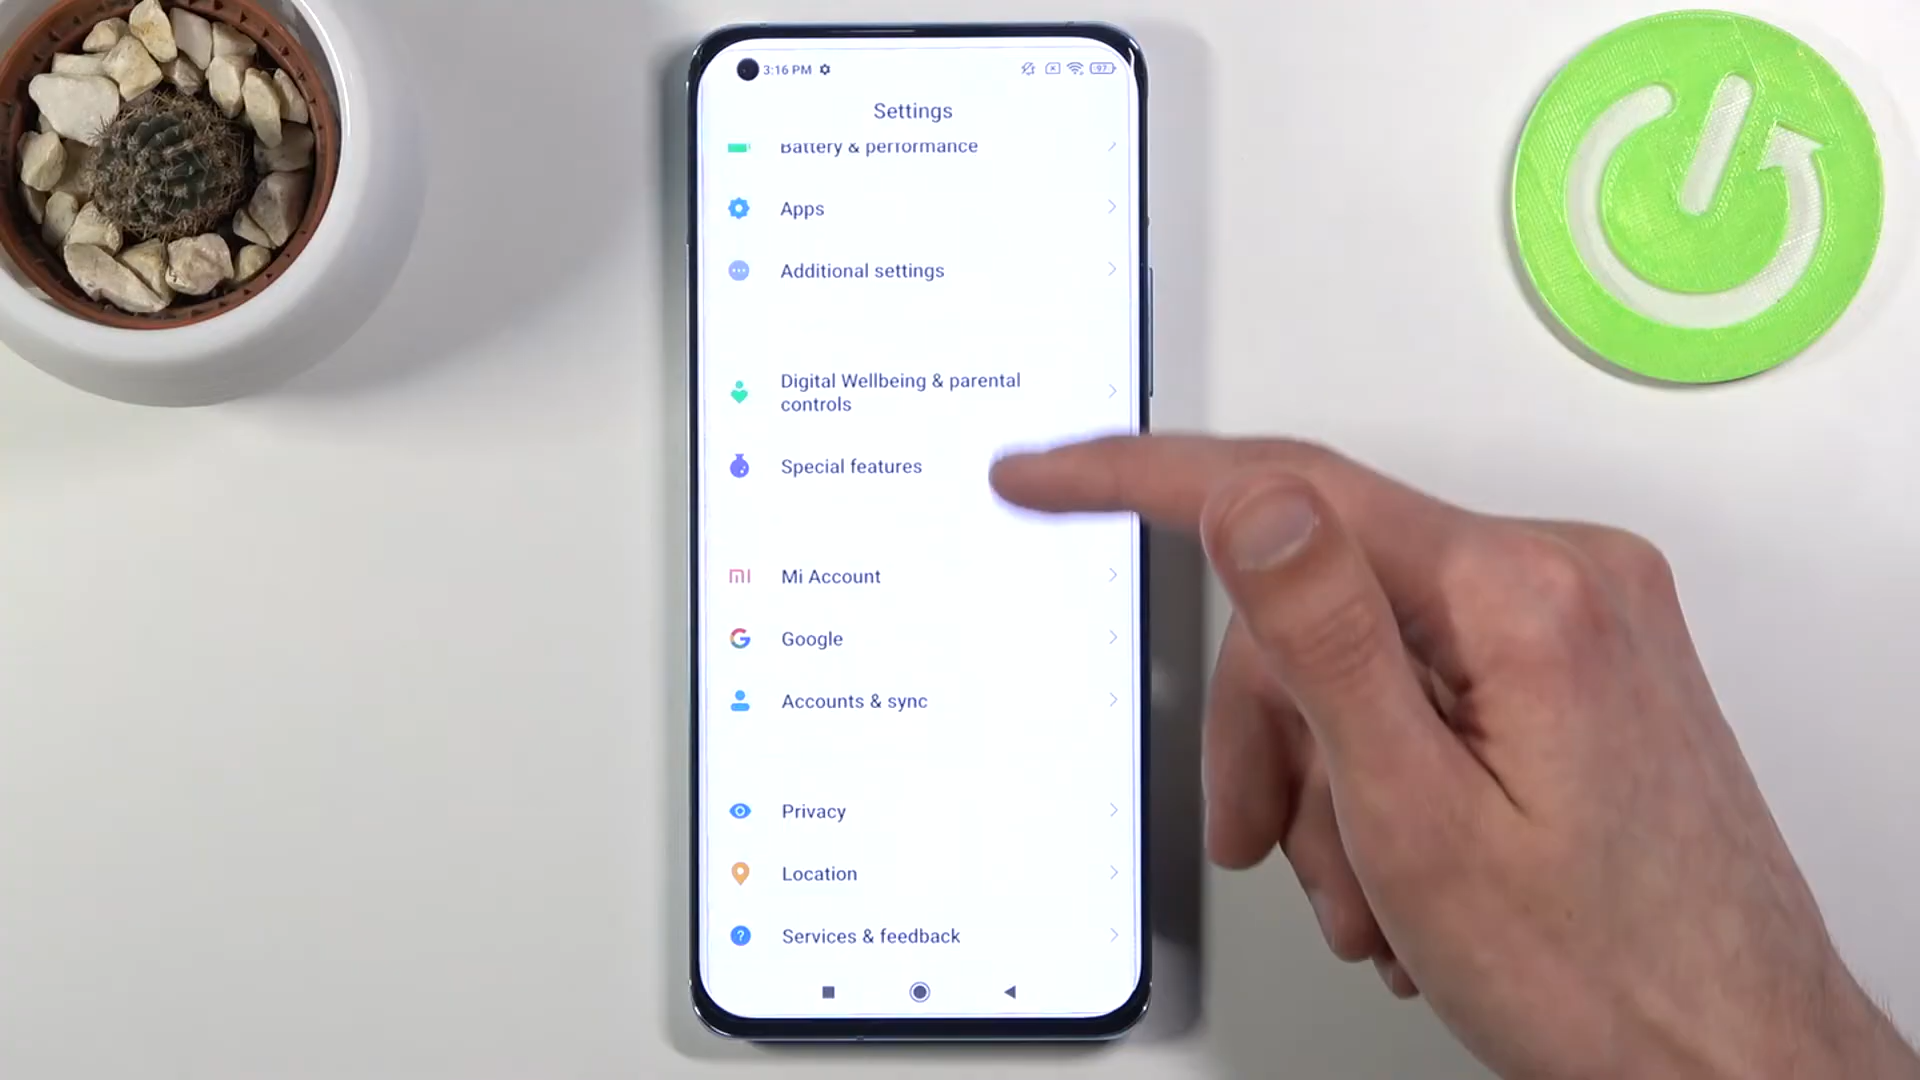 3:16 PM
97
Settings
Battery & performance
Apps
Additional settings
Digital Wellbeing & parental
controls
Special features
Mi Account
Google
Accounts & sync
Privacy
Location
Services & feedback